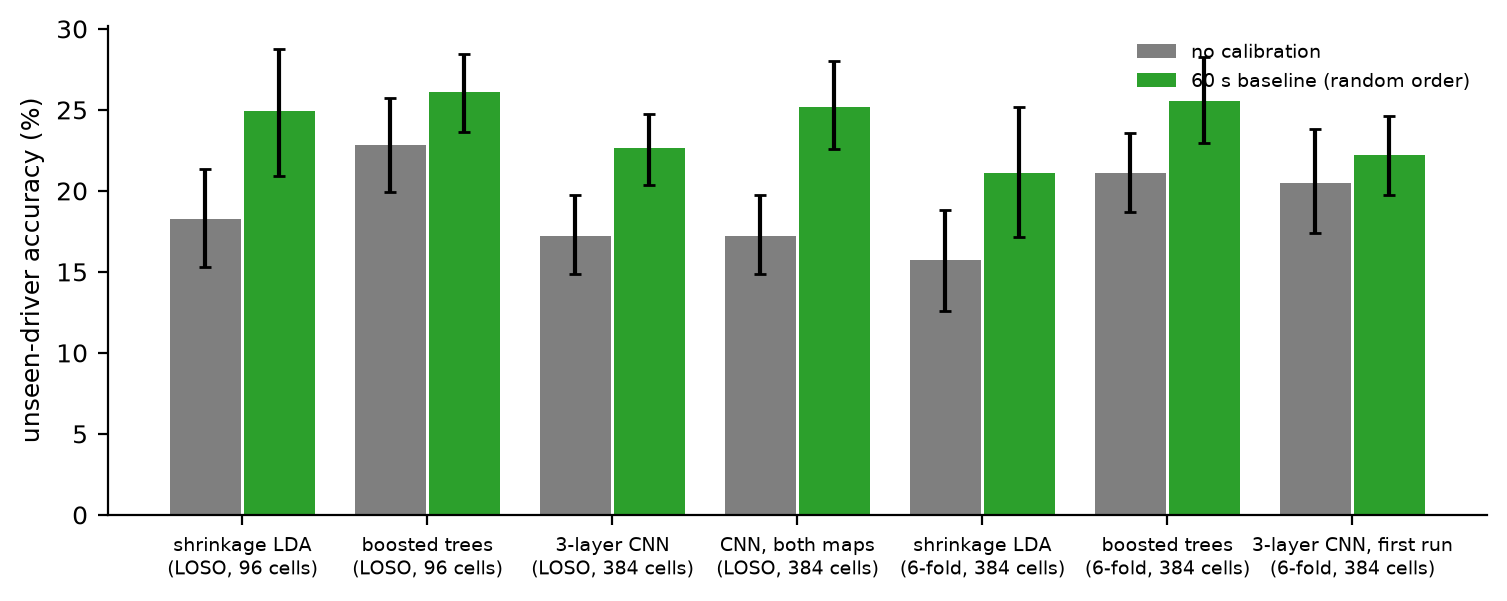 30
25
20
15
10
5
0
unseen-driver accuracy (%)
no calibration
60 s baseline (random order)
shrinkage LDA
(LOSO, 96 cells)
boosted trees
(LOSO, 96 cells)
3-layer CNN
(LOSO, 384 cells)
CNN, both maps
(LOSO, 384 cells)
shrinkage LDA
(6-fold, 384 cells)
boosted trees
(6-fold, 384 cells)
3-layer CNN, first run
(6-fold, 384 cells)